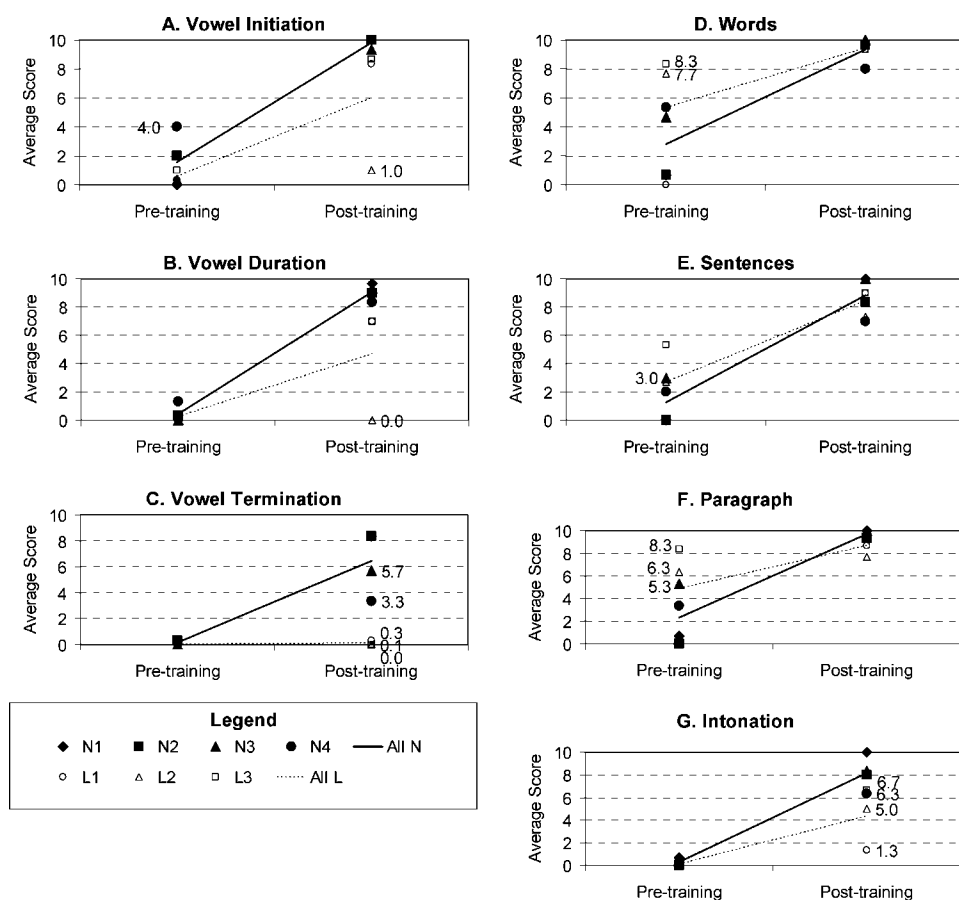 A. Vowel Initiation
Average Score
10
8
6
4
2
0
4.0
1.0
Pre-training
Post-training
B. Vowel Duration
Average Score
10
8
6
4
2
0
0.0
Pre-training
Post-training
C. Vowel Termination
Average Score
10
8
6
4
2
0
5.7
3.3
0.3
0.1
0.0
Pre-training
Post-training
Legend
N1 N2 N3 N4 All N
L1 L2 L3 All L
D. Words
Average Score
10
8
6
4
2
0
8.3
7.7
Pre-training
Post-training
E. Sentences
Average Score
10
8
6
4
2
0
3.0
Pre-training
Post-training
F. Paragraph
Average Score
10
8
6
4
2
0
8.3
6.3
5.3
Pre-training
Post-training
G. Intonation
Average Score
10
8
6
4
2
0
6.7
6.3
5.0
1.3
Pre-training
Post-training